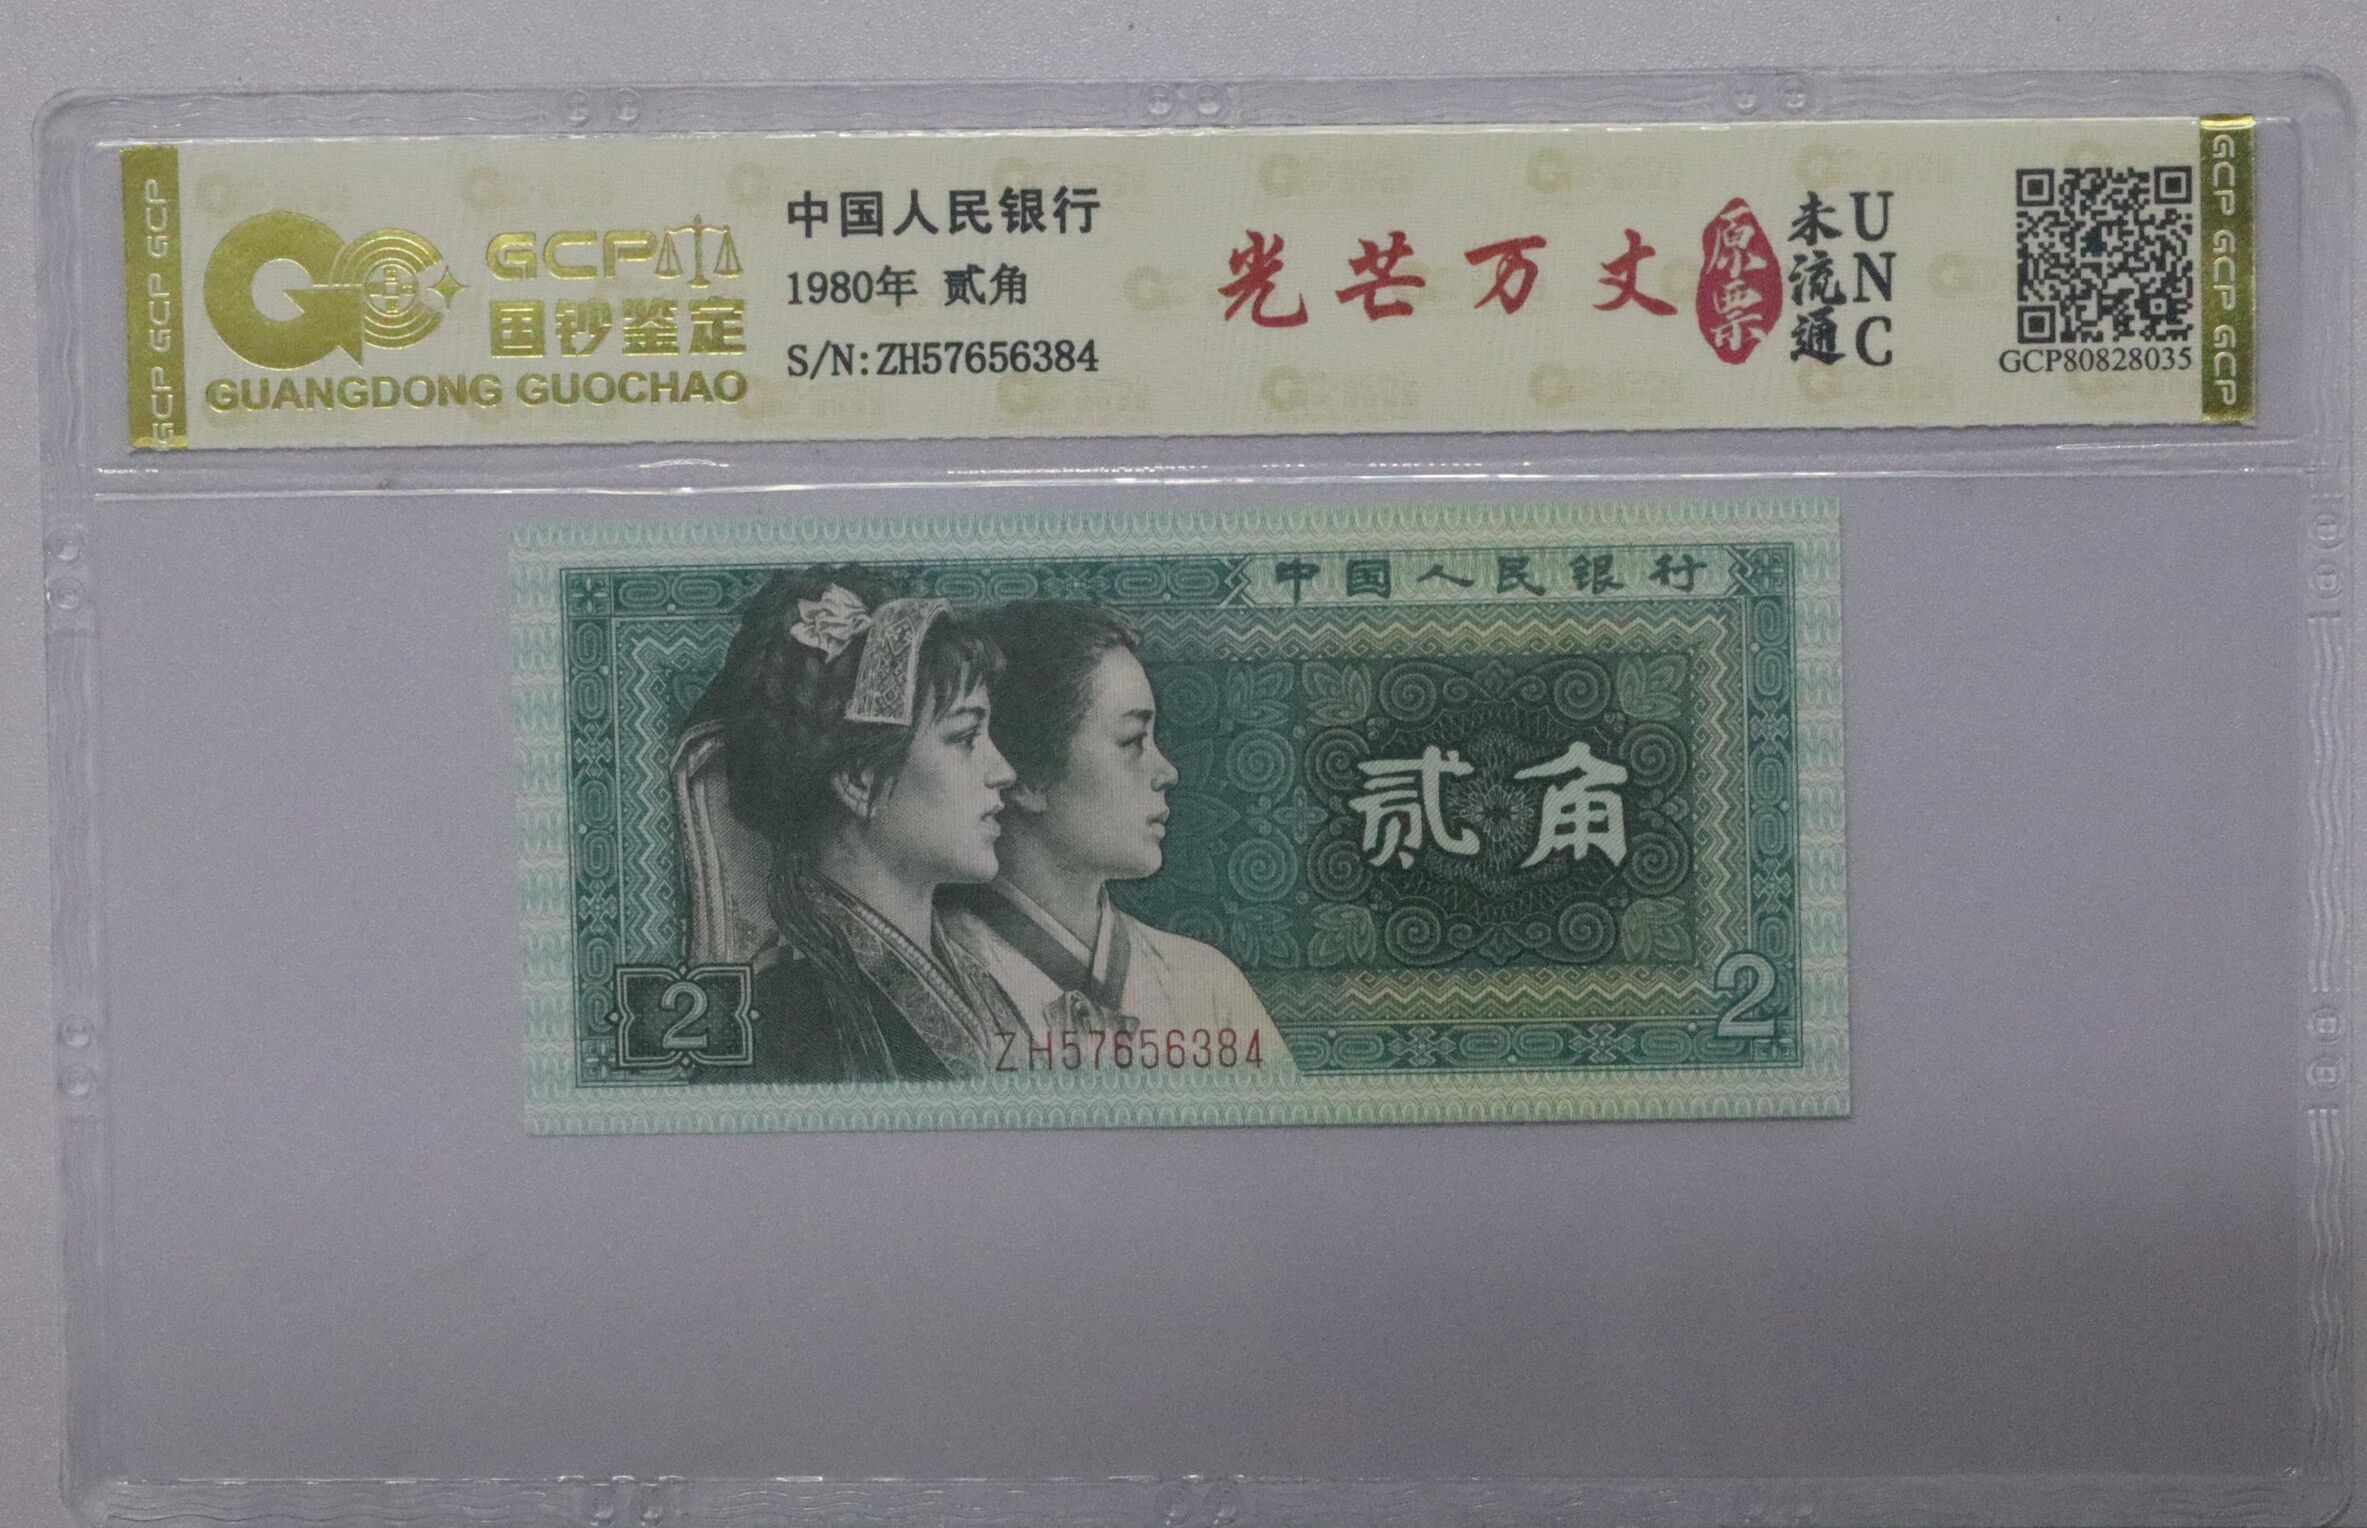 GCP GCP GCP
GCP
国钞鉴定
GUANGDONG GUOCHAO
中国人民银行
1980年 贰角
S/N:ZH57656384
光芒万丈
原票
未流通
UNC
GCP80828035
GCP GCP GCP
中国人民银行
贰角
2
2
ZH57656384